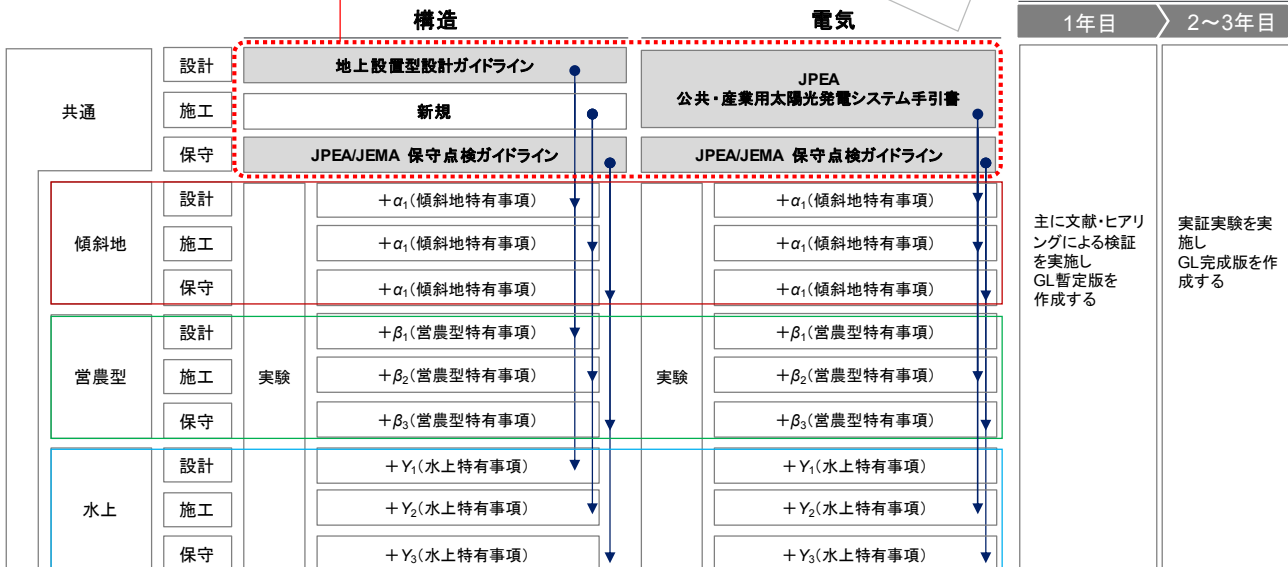 構造
電気
1年目
2～3年目
共通
設計
地上設置型設計ガイドライン
JPEA
公共・産業用太陽光発電システム手引書
施工
新規
保守
JPEA/JEMA 保守点検ガイドライン
JPEA/JEMA 保守点検ガイドライン
傾斜地
設計
＋α1(傾斜地特有事項)
＋α1(傾斜地特有事項)
施工
＋α1(傾斜地特有事項)
＋α1(傾斜地特有事項)
保守
＋α1(傾斜地特有事項)
＋α1(傾斜地特有事項)
主に文献・ヒアリ
ングによる検証
を実施し
GL暫定版を
作成する
実証実験を実
施し
GL完成版を作
成する
営農型
設計
＋β1(営農型特有事項)
＋β1(営農型特有事項)
施工
実験
＋β2(営農型特有事項)
実験
＋β2(営農型特有事項)
保守
＋β3(営農型特有事項)
＋β3(営農型特有事項)
水上
設計
＋Y1(水上特有事項)
＋Y1(水上特有事項)
施工
＋Y2(水上特有事項)
＋Y2(水上特有事項)
保守
＋Y3(水上特有事項)
＋Y3(水上特有事項)